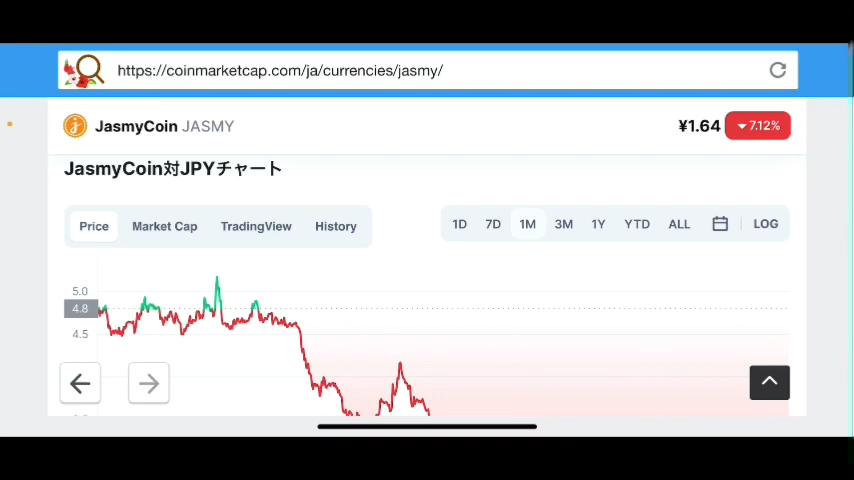 https://coinmarketcap.com/ja/currencies/jasmy/
JasmyCoin JASMY ¥1.64 7.12%
JasmyCoin対JPYチャート
Price Market Cap TradingView History 1D 7D 1M 3M 1Y YTD ALL LOG
5.0
4.8
4.5